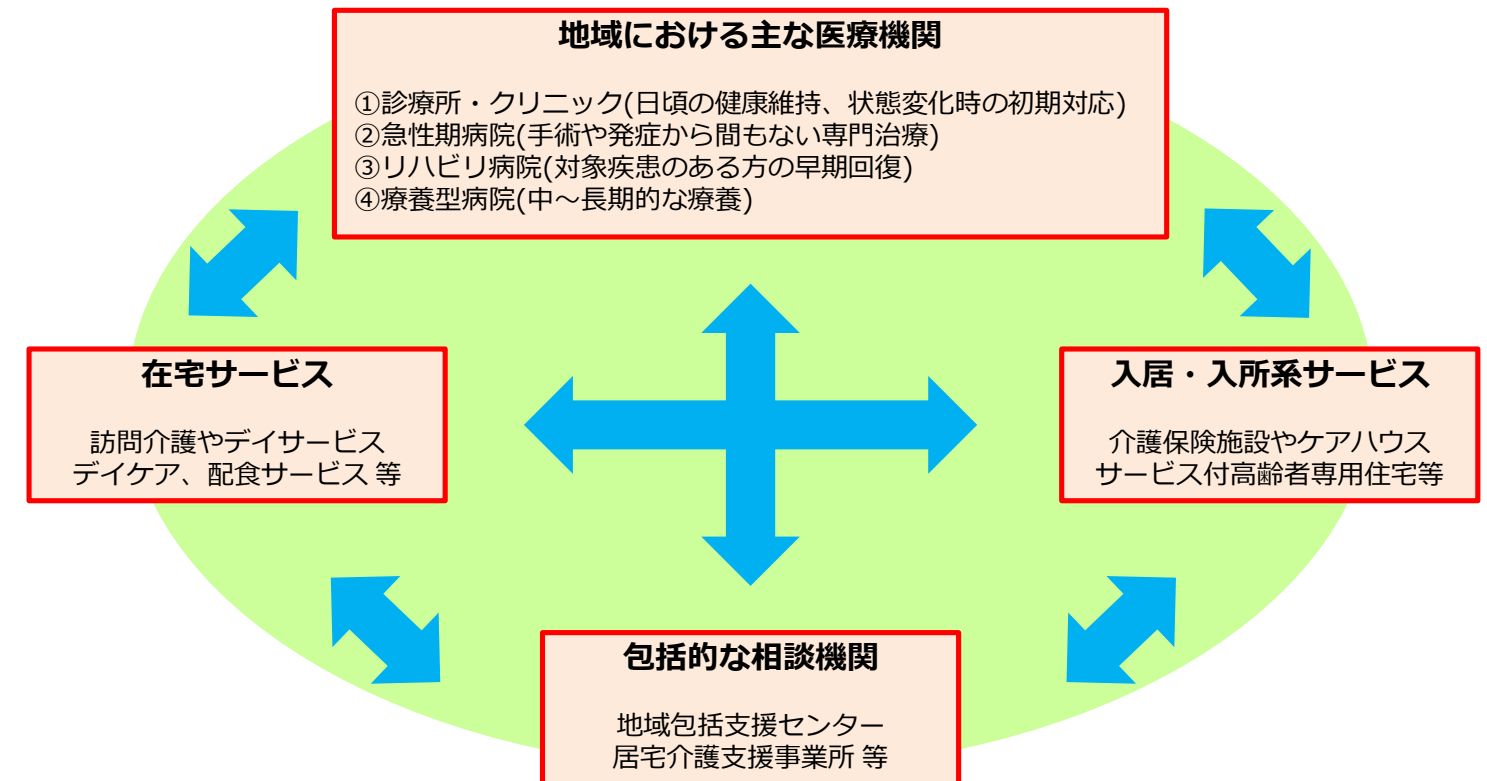 地域における主な医療機関
①診療所・クリニック(日頃の健康維持、状態変化時の初期対応)
②急性期病院(手術や発症から間もない専門治療)
③リハビリ病院(対象疾患のある方の早期回復)
④療養型病院(中～長期的な療養)
在宅サービス
訪問介護やデイサービス
デイケア、配食サービス 等
入居・入所系サービス
介護保険施設やケアハウス
サービス付高齢者専用住宅等
包括的な相談機関
地域包括支援センター
居宅介護支援事業所 等